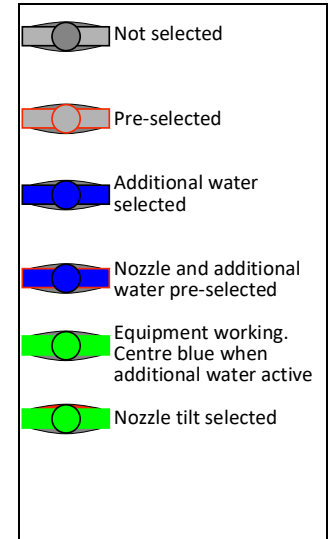 Not selected
Pre-selected
Additional water
selected
Nozzle and additional
water pre-selected
Equipment working.
Centre blue when
additional water active
Nozzle tilt selected